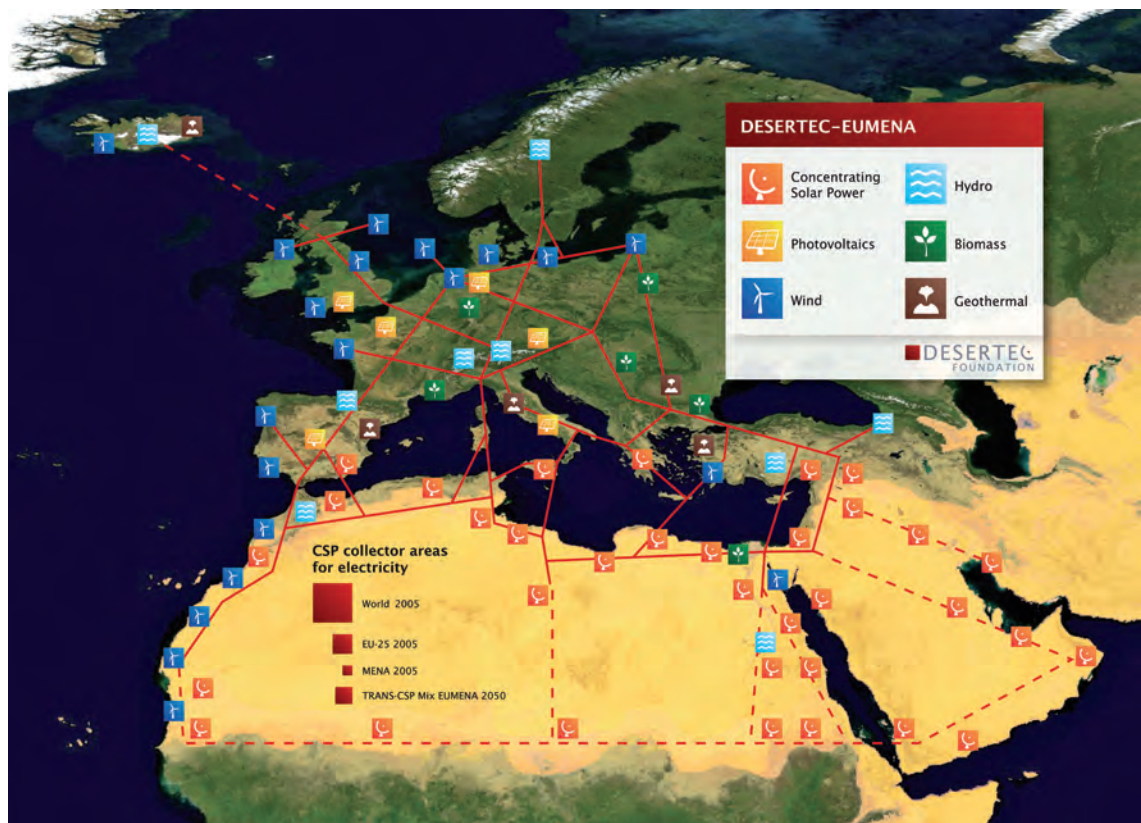 DESERTEC-EUMENA
Concentrating
Solar Power
Hydro
Photovoltaics
Biomass
Wind
Geothermal
DESERTEC
FOUNDATION
CSP collector areas
for electricity
World 2005
EU-25 2005
MENA 2005
TRANS-CSP Mix EUMENA 2050